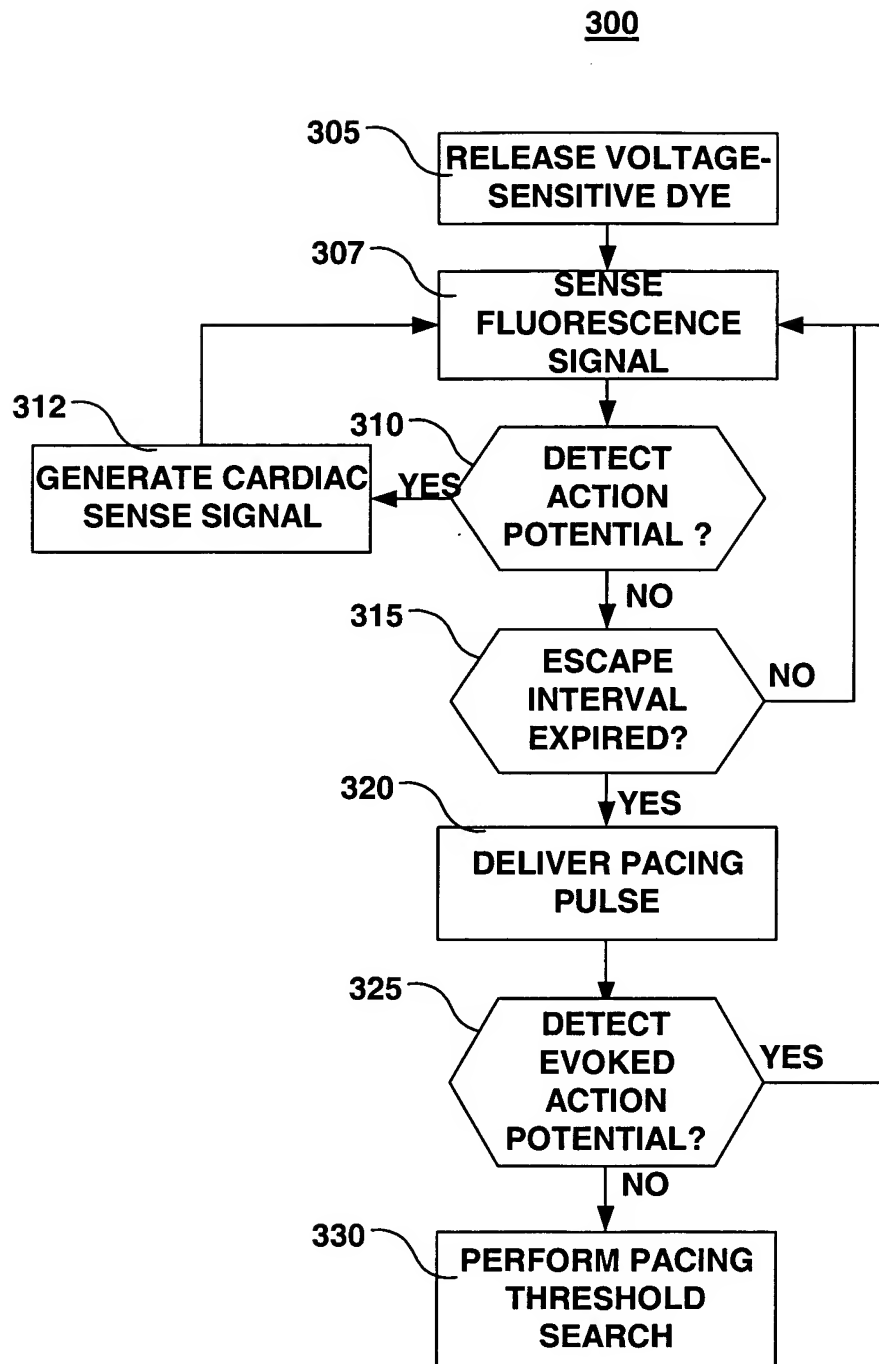 300
305
RELEASE VOLTAGE-
SENSITIVE DYE
307
SENSE
FLUORESCENCE
SIGNAL
312
GENERATE CARDIAC
SENSE SIGNAL
310
YES
DETECT
ACTION
POTENTIAL ?
NO
315
ESCAPE
INTERVAL
EXPIRED?
NO
YES
320
DELIVER PACING
PULSE
325
DETECT
EVOKED
ACTION
POTENTIAL?
YES
NO
330
PERFORM PACING
THRESHOLD
SEARCH